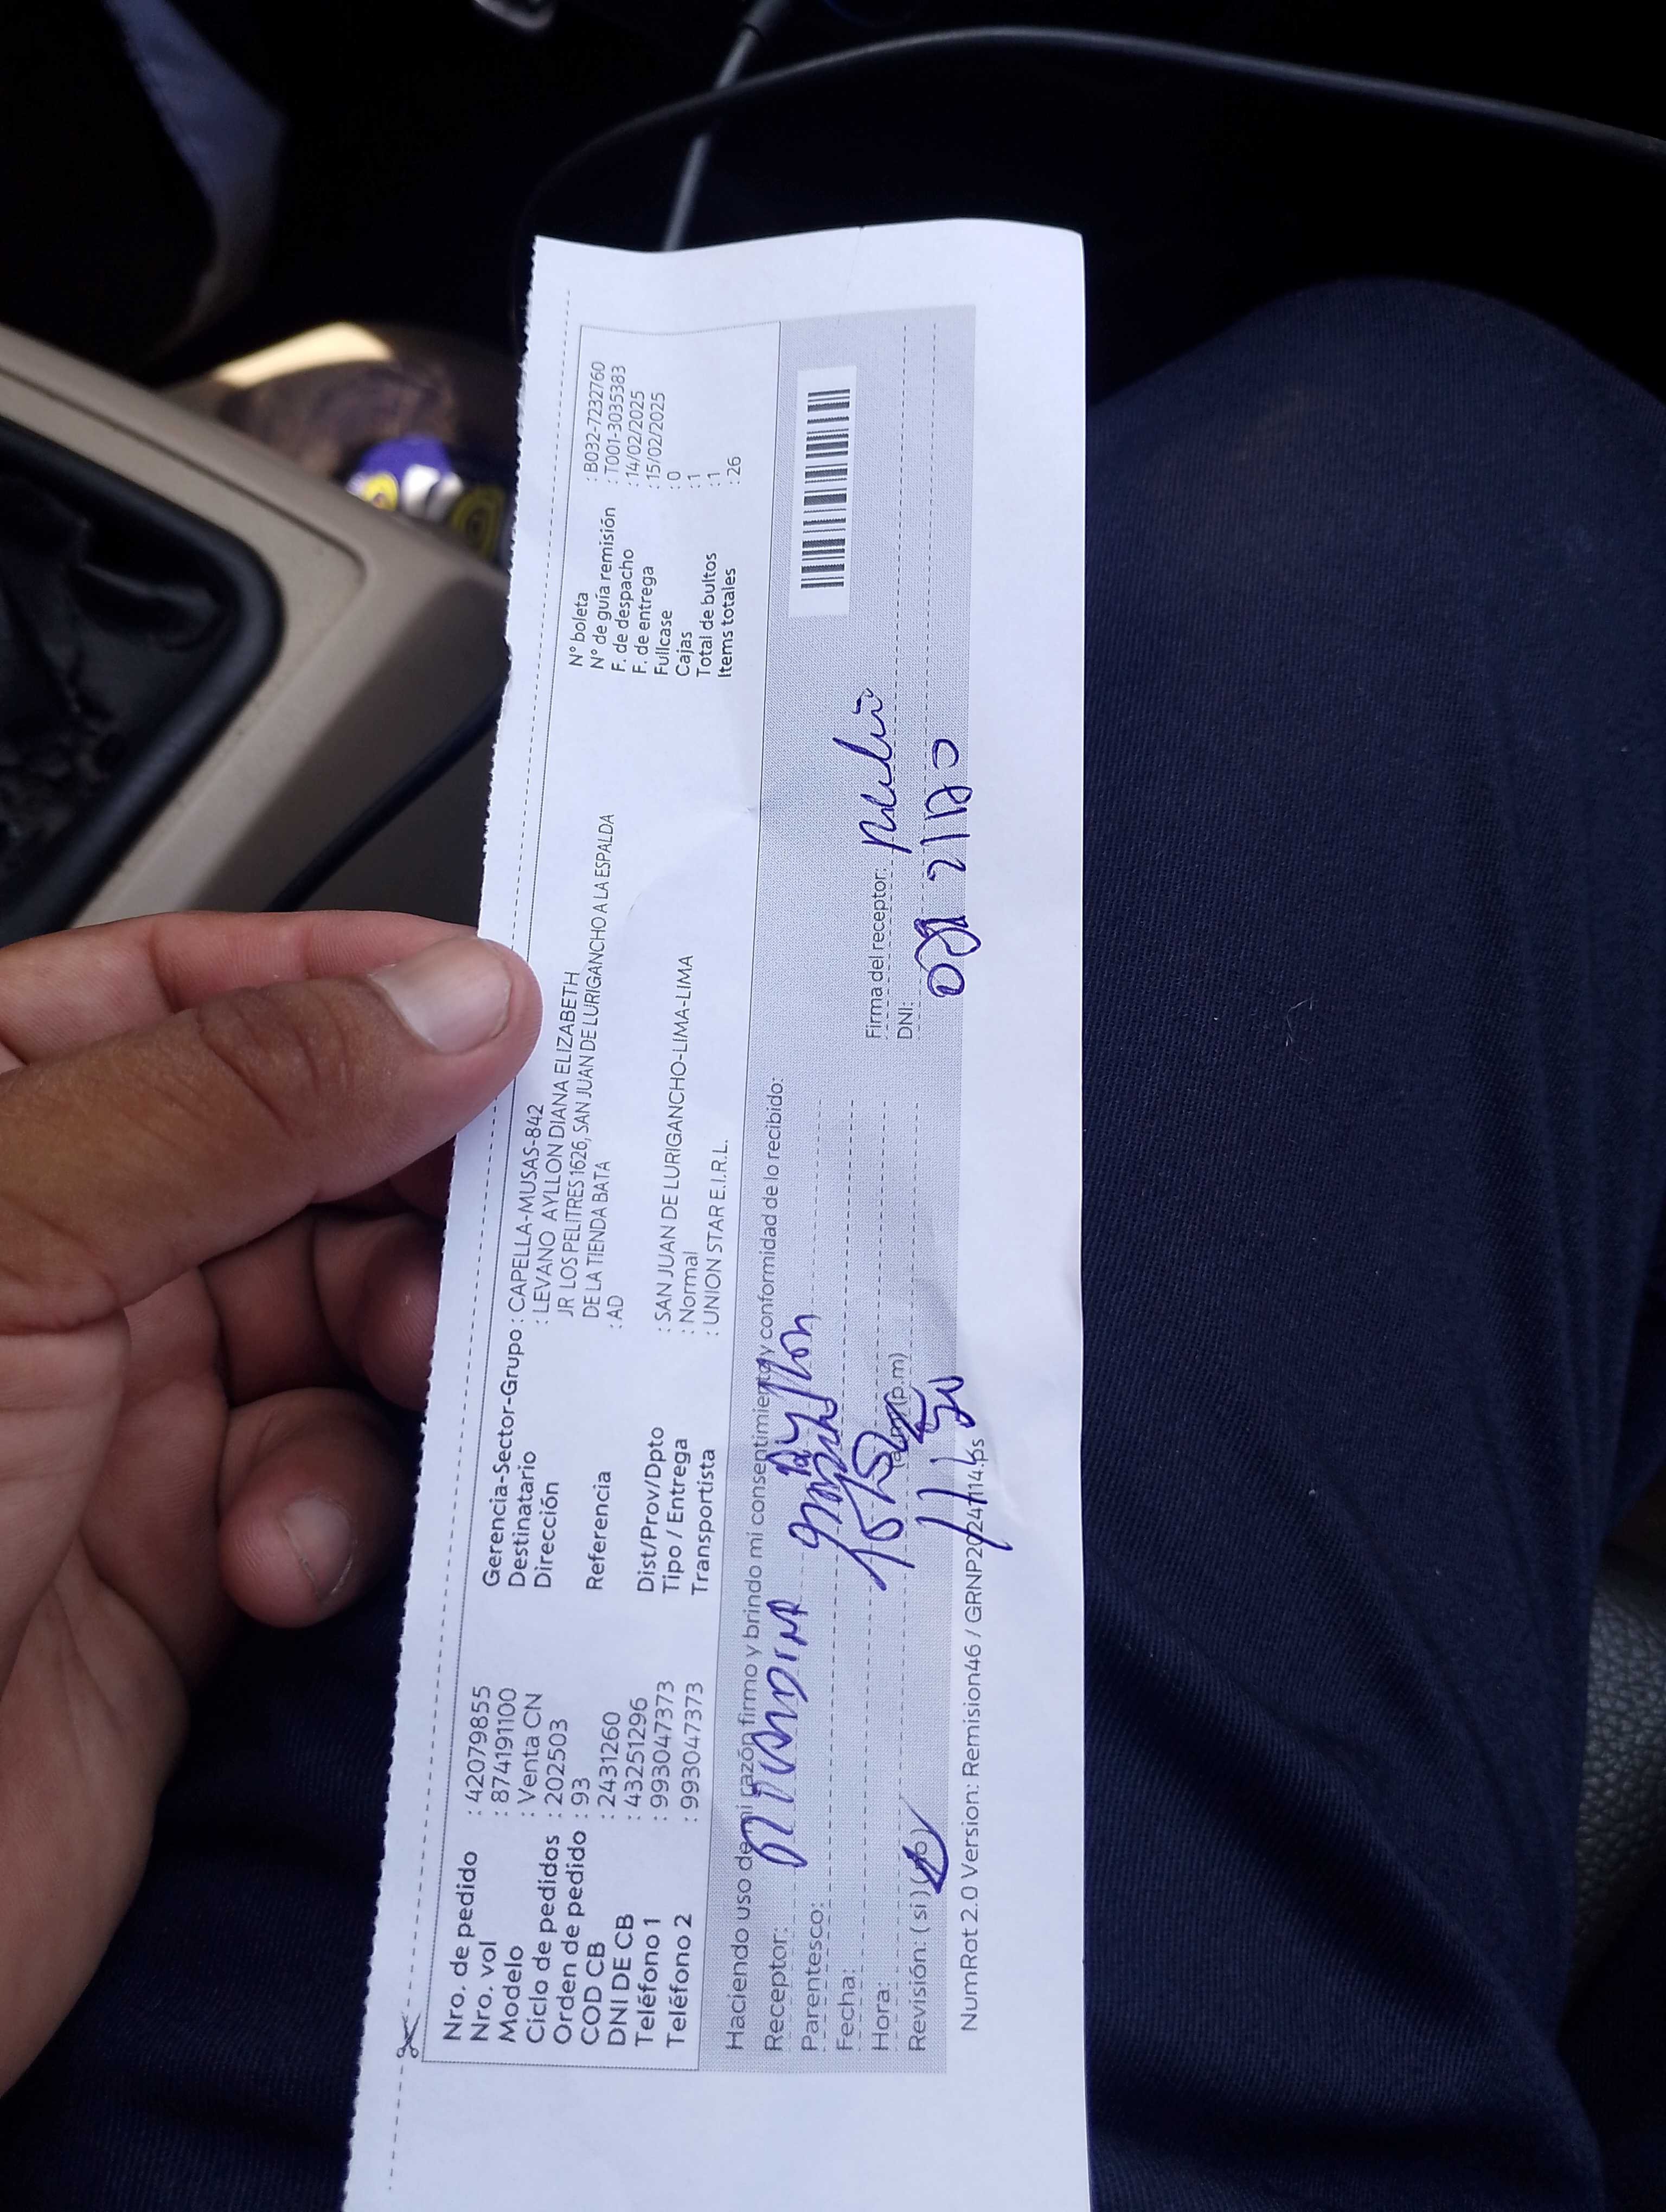 Nro. de pedido : 42079855
Nro. vol : 874191100
Modelo : Venta CN
Ciclo de pedidos : 202503
Orden de pedido : 93
COD CB : 2431260
DNI DE CB : 43251296
Teléfono 1 : 993047373
Teléfono 2 : 993047373
Gerencia-Sector-Grupo : CAPELLA-MUSAS-842
Destinatario : LEVANO AYLLON DIANA ELIZABETH
Dirección JR LOS PELITRES 1626, SAN JUAN DE LURIGANCHO A LA ESPALDA
DE LA TIENDA BATA
Referencia : AD
Dist/Prov/Dpto : SAN JUAN DE LURIGANCHO-LIMA-LIMA
Tipo / Entrega : Normal
Transportista : UNION STAR E.I.R.L.
N° boleta : B032-7232760
N° de guía remisión : T001-3035383
F. de despacho : 14/02/2025
F. de entrega : 15/02/2025
Fullcase : 0
Cajas : 1
Total de bultos : 1
Items totales : 26
Haciendo uso de mi razón firmo y brindo mi consentimiento y conformidad de lo recibido:
Receptor: Ayllon
Parentesco:
Fecha:
Hora: (p.m)
Revisión: ( si ) (no)
Firma del receptor:
DNI:
NumRot 2.0 Version: Remision46 / GRNP20241114.ps